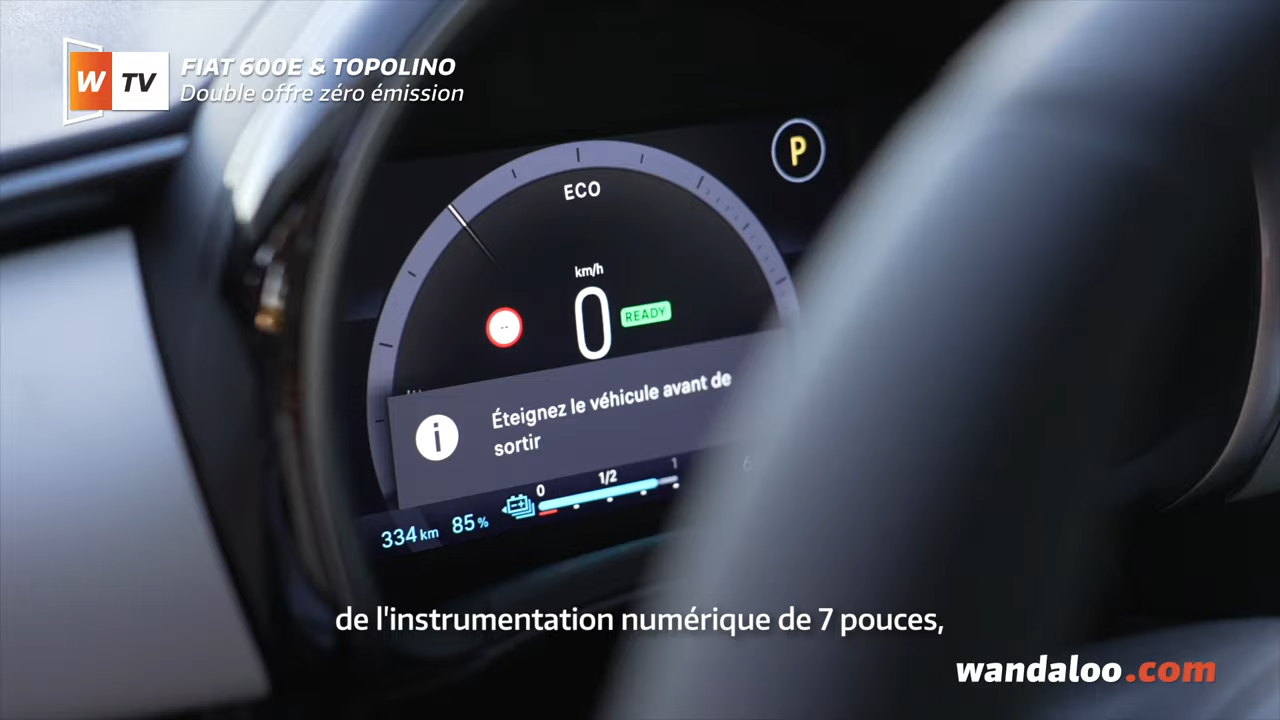 W TV
FIAT 600E & TOPOLINO
Double offre zéro émission
P
ECO
km/h
0
READY
--
i
Éteignez le véhicule avant de
sortir
0 1/2 1
334 km 85 %
de l'instrumentation numérique de 7 pouces,
wandaloo.com